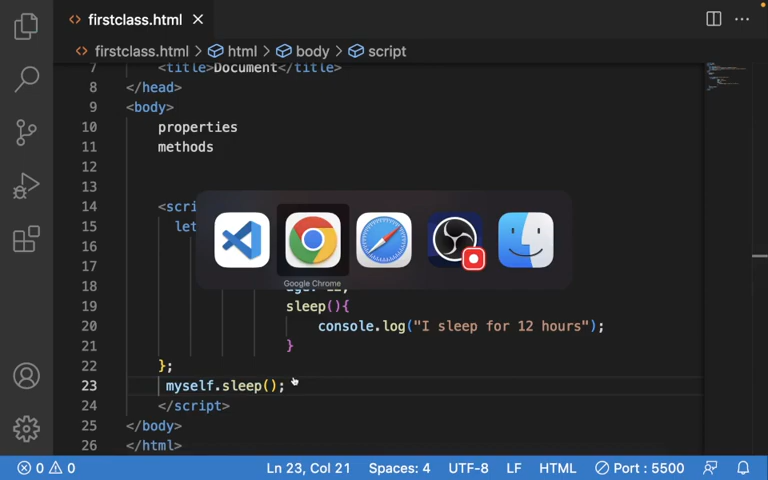 firstclass.html
firstclass.html > html > body > script
7 <title>Document</title>
8 </head>
9 <body>
10 properties
11 methods
12
13
14 <scri
15 let
16
17
18
19 sleep(){
20 console.log("I sleep for 12 hours");
21 }
22 };
23 myself.sleep();
24 </script>
25 </body>
26 </html>
Google Chrome
0 0 Ln 23, Col 21 Spaces: 4 UTF-8 LF HTML Port : 5500